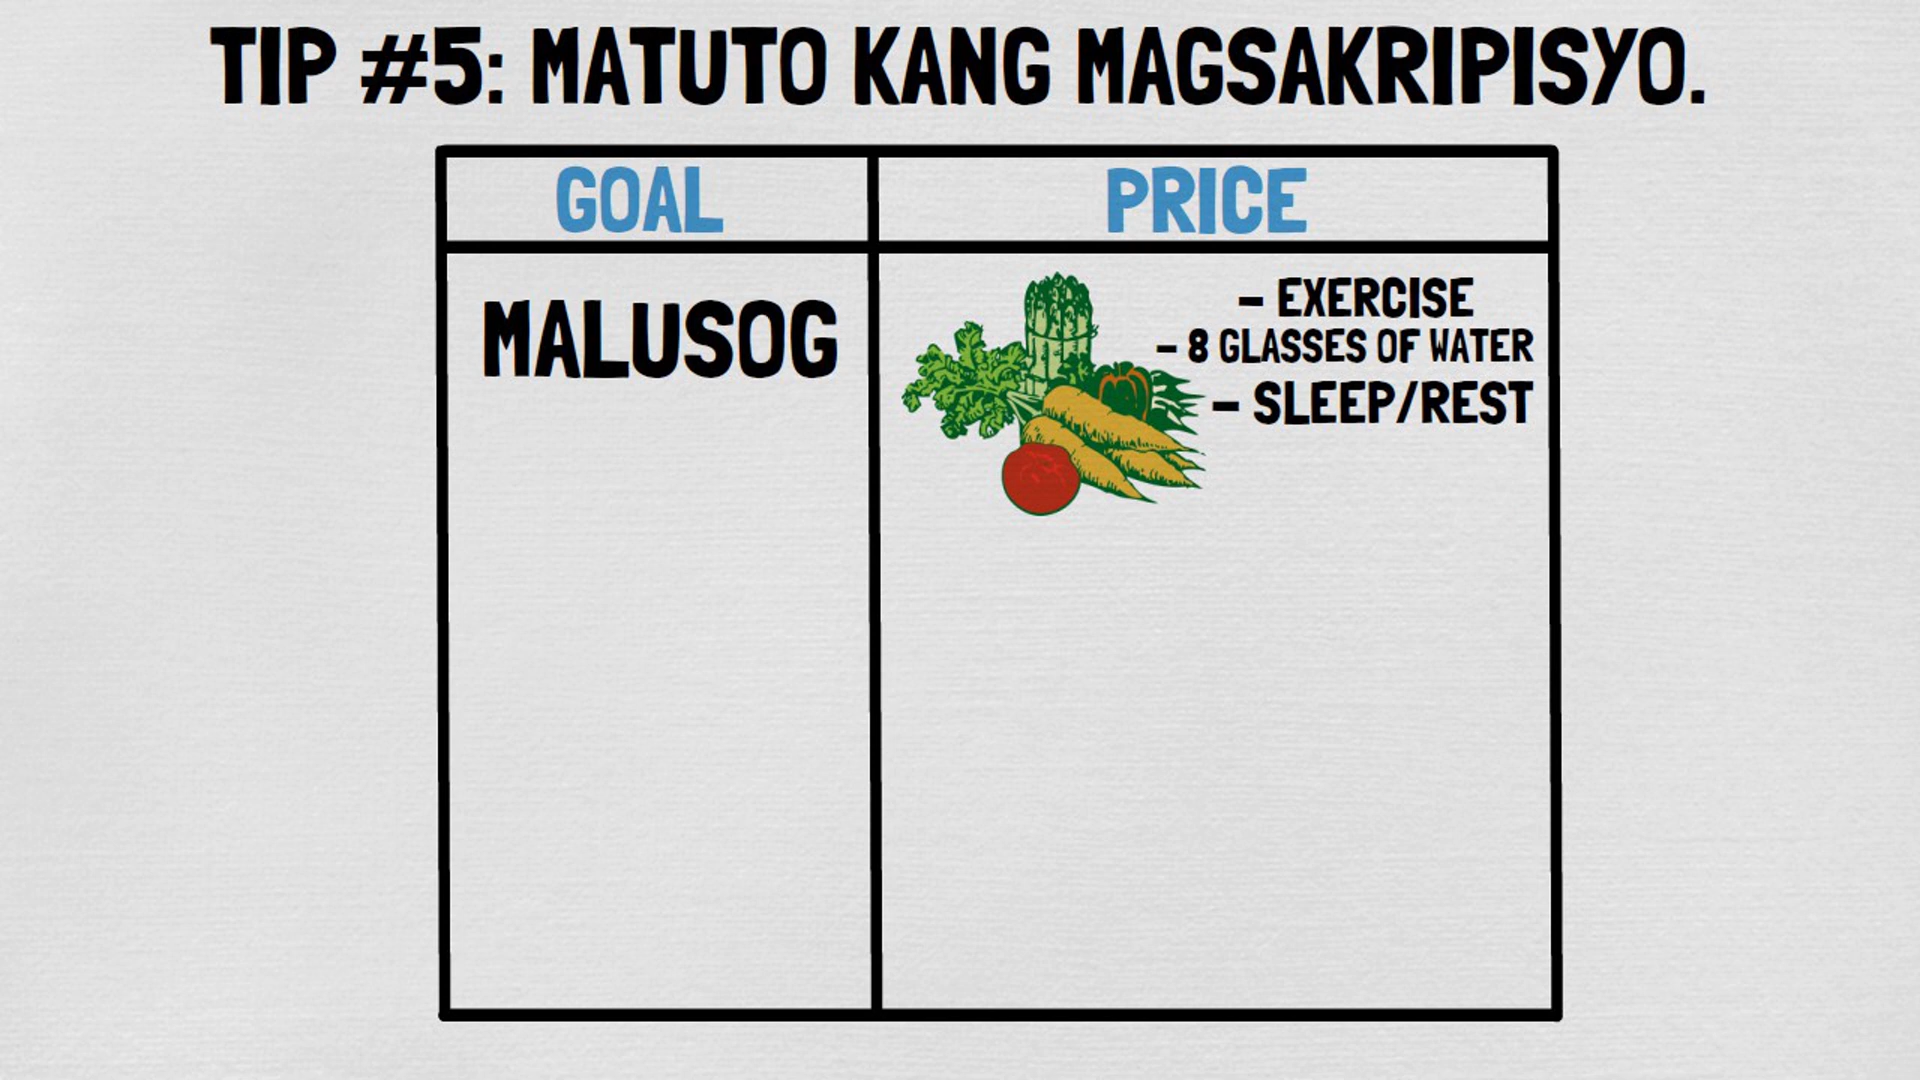 TIP #5: MATUTO KANG MAGSAKRIPISYO.
GOAL
PRICE
MALUSOG
- EXERCISE
- 8 GLASSES OF WATER
- SLEEP/REST